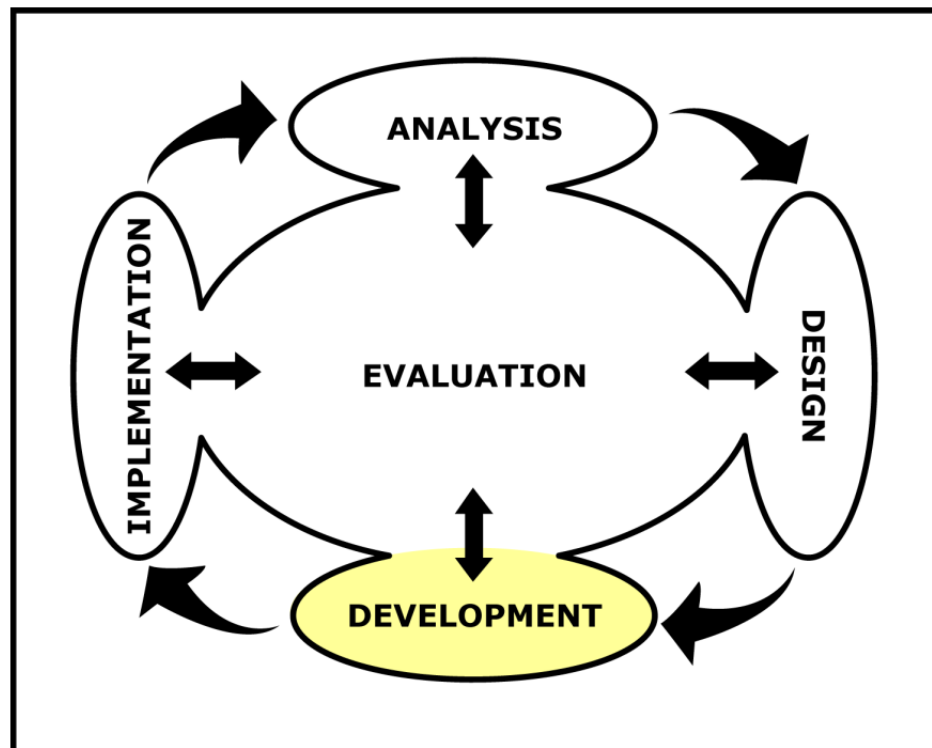 ANALYSIS
IMPLEMENTATION
EVALUATION
DESIGN
DEVELOPMENT